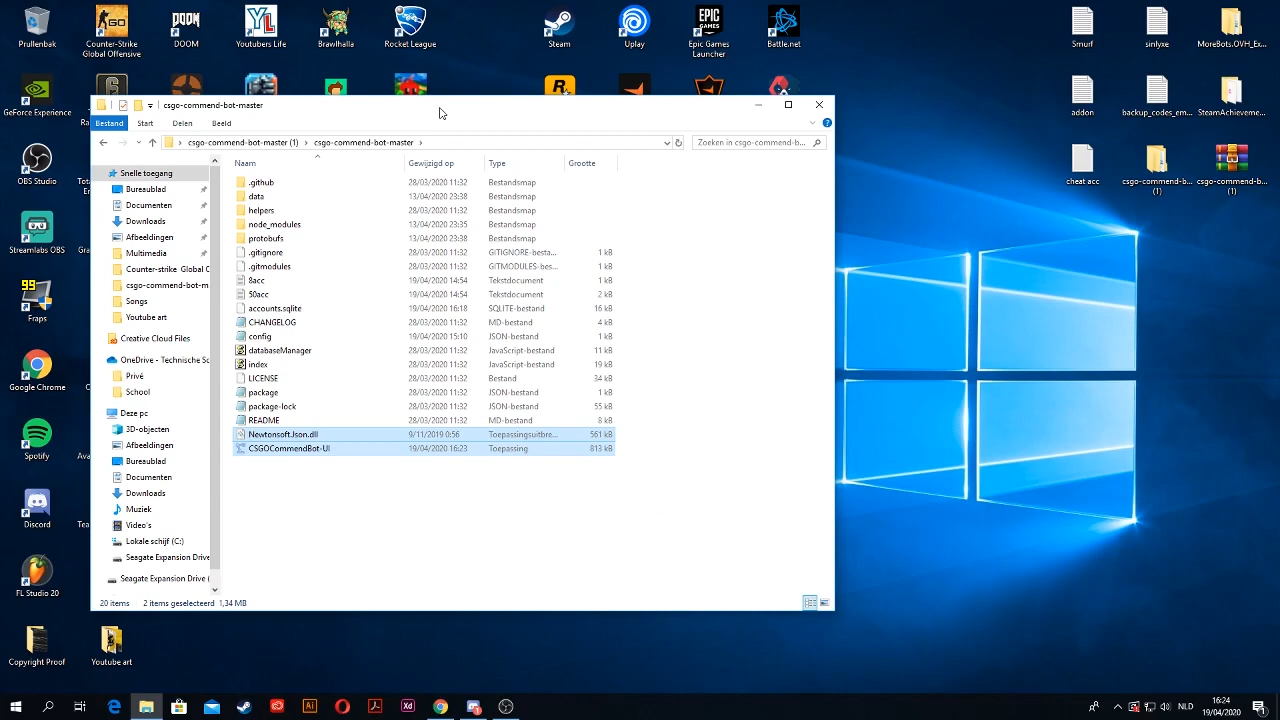 Pullenbak
Counter-Strike
Global Offensive
DOOM
Youtubers Life
Brawlhalla
Rocket League
Steam
Uplay
Epic Games
Launcher
Battle.net
Smurf
sinlyxe
MoreBots.OVH_Ex...
GeForce Experience
addon
backup_codes_em...
SteamAchieveme...
OBS Studio
cheat acc
csgo-commend-b...
(1)
csgo-commend-b...
(1)
Streamlabs OBS
Fraps
Google Chrome
Spotify
Discord
FL Studio 20
Copyright Proof
Youtube art
csgo-commend-bot-master
Bestand
Start
Delen
Beeld
csgo-commend-bot-master (1)
csgo-commend-bot-master
Zoeken in csgo-commend-b...
Snelle toegang
Bureaublad
Documenten
Downloads
Afbeeldingen
Multimedia
Counter-strike Global C
csgo-commend-bot-m
Songs
Youtube art
Creative Cloud Files
OneDrive - Technische Sc
Privé
School
Deze pc
3D-objecten
Afbeeldingen
Bureaublad
Documenten
Downloads
Muziek
Video's
Lokale schijf (C:)
Seagate Expansion Drive
Seagate Expansion Drive (
Naam Gewijzigd op Type Grootte
.github 28/03/2020 11:32 Bestandsmap
data 13/04/2020 23:38 Bestandsmap
helpers 28/03/2020 11:32 Bestandsmap
node_modules 13/04/2020 23:35 Bestandsmap
protobufs 13/04/2020 23:38 Bestandsmap
.gitignore 28/03/2020 11:32 GITIGNORE-besta... 1 kB
.gitmodules 28/03/2020 11:32 GITMODULES-bes... 1 kB
8acc 19/04/2020 14:54 Tekstdocument 1 kB
50acc 19/04/2020 14:54 Tekstdocument 2 kB
accounts.sqlite 19/04/2020 16:18 SQLITE-bestand 16 kB
CHANGELOG 28/03/2020 11:32 MD-bestand 4 kB
config 19/04/2020 15:10 JSON-bestand 1 kB
databaseManager 28/03/2020 11:32 JavaScript-bestand 11 kB
index 28/03/2020 11:32 JavaScript-bestand 19 kB
LICENSE 28/03/2020 11:32 Bestand 34 kB
package 28/03/2020 11:32 JSON-bestand 1 kB
package-lock 28/03/2020 11:32 JSON-bestand 55 kB
README 28/03/2020 11:32 MD-bestand 8 kB
Newtonsoft.Json.dll 9/11/2019 0:56 Toepassingsuitbre... 561 kB
CSGOCommendBot-UI 19/04/2020 16:23 Toepassing 813 kB
20 items 2 items geselecteerd 1,34 MB
NLD
16:24
19/04/2020